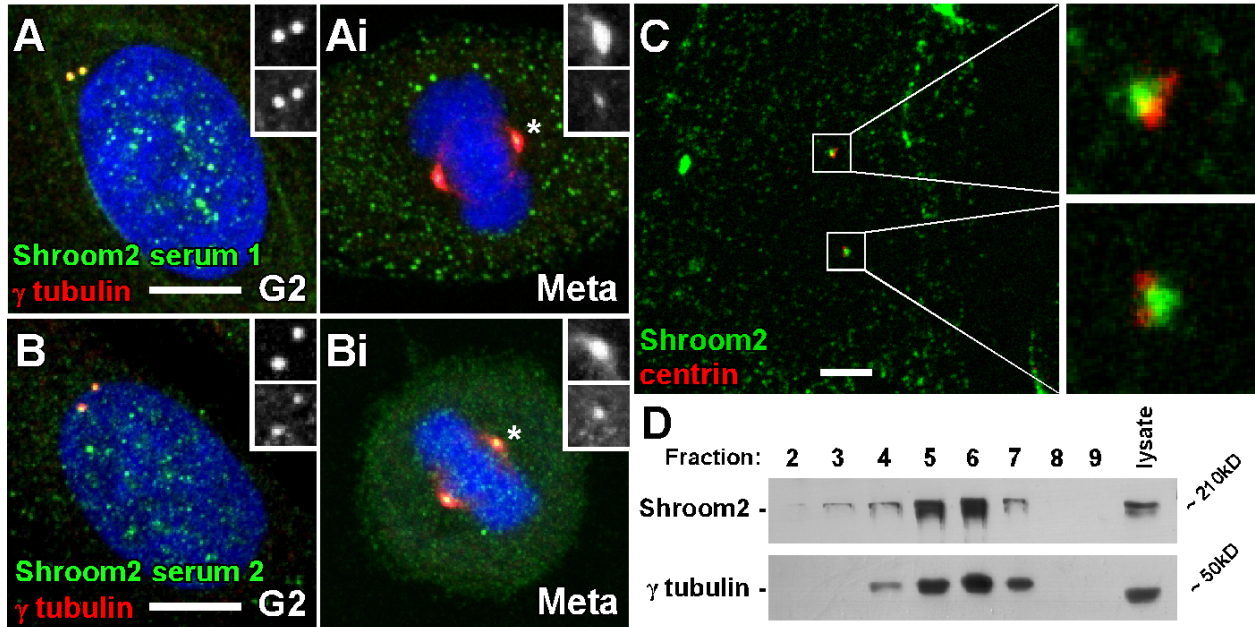 A
Shroom2 serum 1
γ tubulin
G2
Ai
*
Meta
B
Shroom2 serum 2
γ tubulin
G2
Bi
*
Meta
C
Shroom2
centrin
D
Fraction: 2 3 4 5 6 7 8 9 lysate
Shroom2 - ~ 210kD
γ tubulin - ~ 50kD